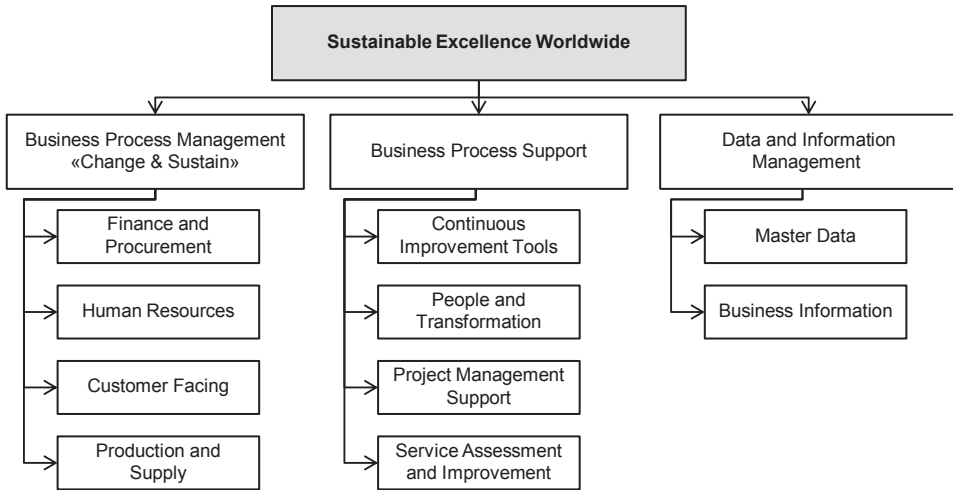 Sustainable Excellence Worldwide
Business Process Management
«Change & Sustain»
Business Process Support
Data and Information
Management
Finance and
Procurement
Human Resources
Customer Facing
Production and
Supply
Continuous
Improvement Tools
People and
Transformation
Project Management
Support
Service Assessment
and Improvement
Master Data
Business Information